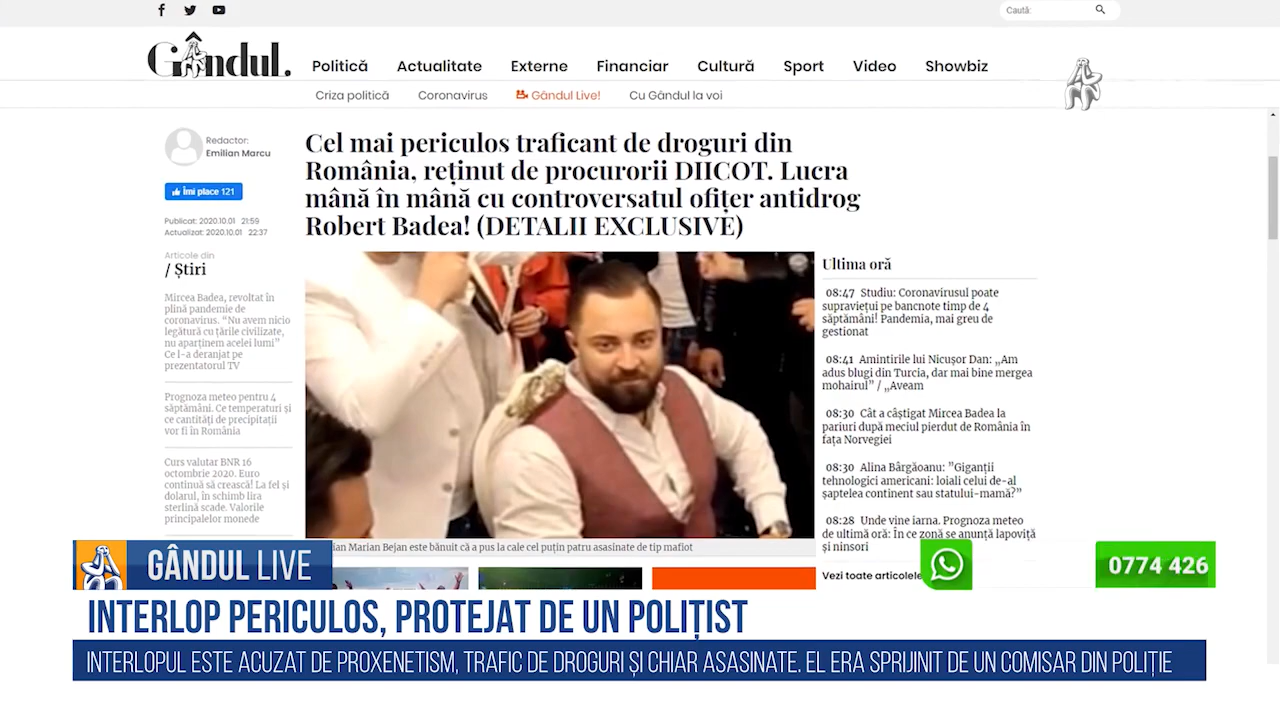 Caută:
Gândul.
Politică Actualitate Externe Financiar Cultură Sport Video Showbiz
Criza politică Coronavirus Gândul Live! Cu Gândul la voi
Redactor:
Emilian Marcu
Îmi place 121
Publicat: 2020.10.01 21:59
Actualizat: 2020.10.01 22:37
Articole din
/ Știri
Mircea Badea, revoltat în
plină pandemie de
coronavirus. “Nu avem nicio
legătură cu țările civilizate,
nu aparținem acelei lumi”
Ce l-a deranjat pe
prezentatorul TV
Prognoza meteo pentru 4
săptămâni. Ce temperaturi și
ce cantități de precipitații
vor fi în România
Curs valutar BNR 16
octombrie 2020. Euro
continuă să crească! La fel și
dolarul, în schimb lira
sterlină scade. Valorile
principalelor monede
Cel mai periculos traficant de droguri din
România, reținut de procurorii DIICOT. Lucra
mână în mână cu controversatul ofițer antidrog
Robert Badea! (DETALII EXCLUSIVE)
Marian Bejan este bănuit că a pus la cale cel puțin patru asasinate de tip mafiot
Ultima oră
08:47 Studiu: Coronavirusul poate
supraviețui pe bancnote timp de 4
săptămâni! Pandemia, mai greu de
gestionat
08:41 Amintirile lui Nicușor Dan: „Am
adus blugi din Turcia, dar mai bine mergea
mohairul” / „Aveam
08:30 Cât a câștigat Mircea Badea la
pariuri după meciul pierdut de România în
fața Norvegiei
08:30 Alina Bârgăoanu: ”Giganții
tehnologici americani: loiali celui de-al
șaptelea continent sau statului-mamă?”
08:28 Unde vine iarna. Prognoza meteo
de ultimă oră: În ce zonă se anunță lapoviță
și ninsori
Vezi toate articolele
GÂNDUL LIVE
0774 426
INTERLOP PERICULOS, PROTEJAT DE UN POLIȚIST
INTERLOPUL ESTE ACUZAT DE PROXENETISM, TRAFIC DE DROGURI ȘI CHIAR ASASINATE. EL ERA SPRIJINIT DE UN COMISAR DIN POLIȚIE